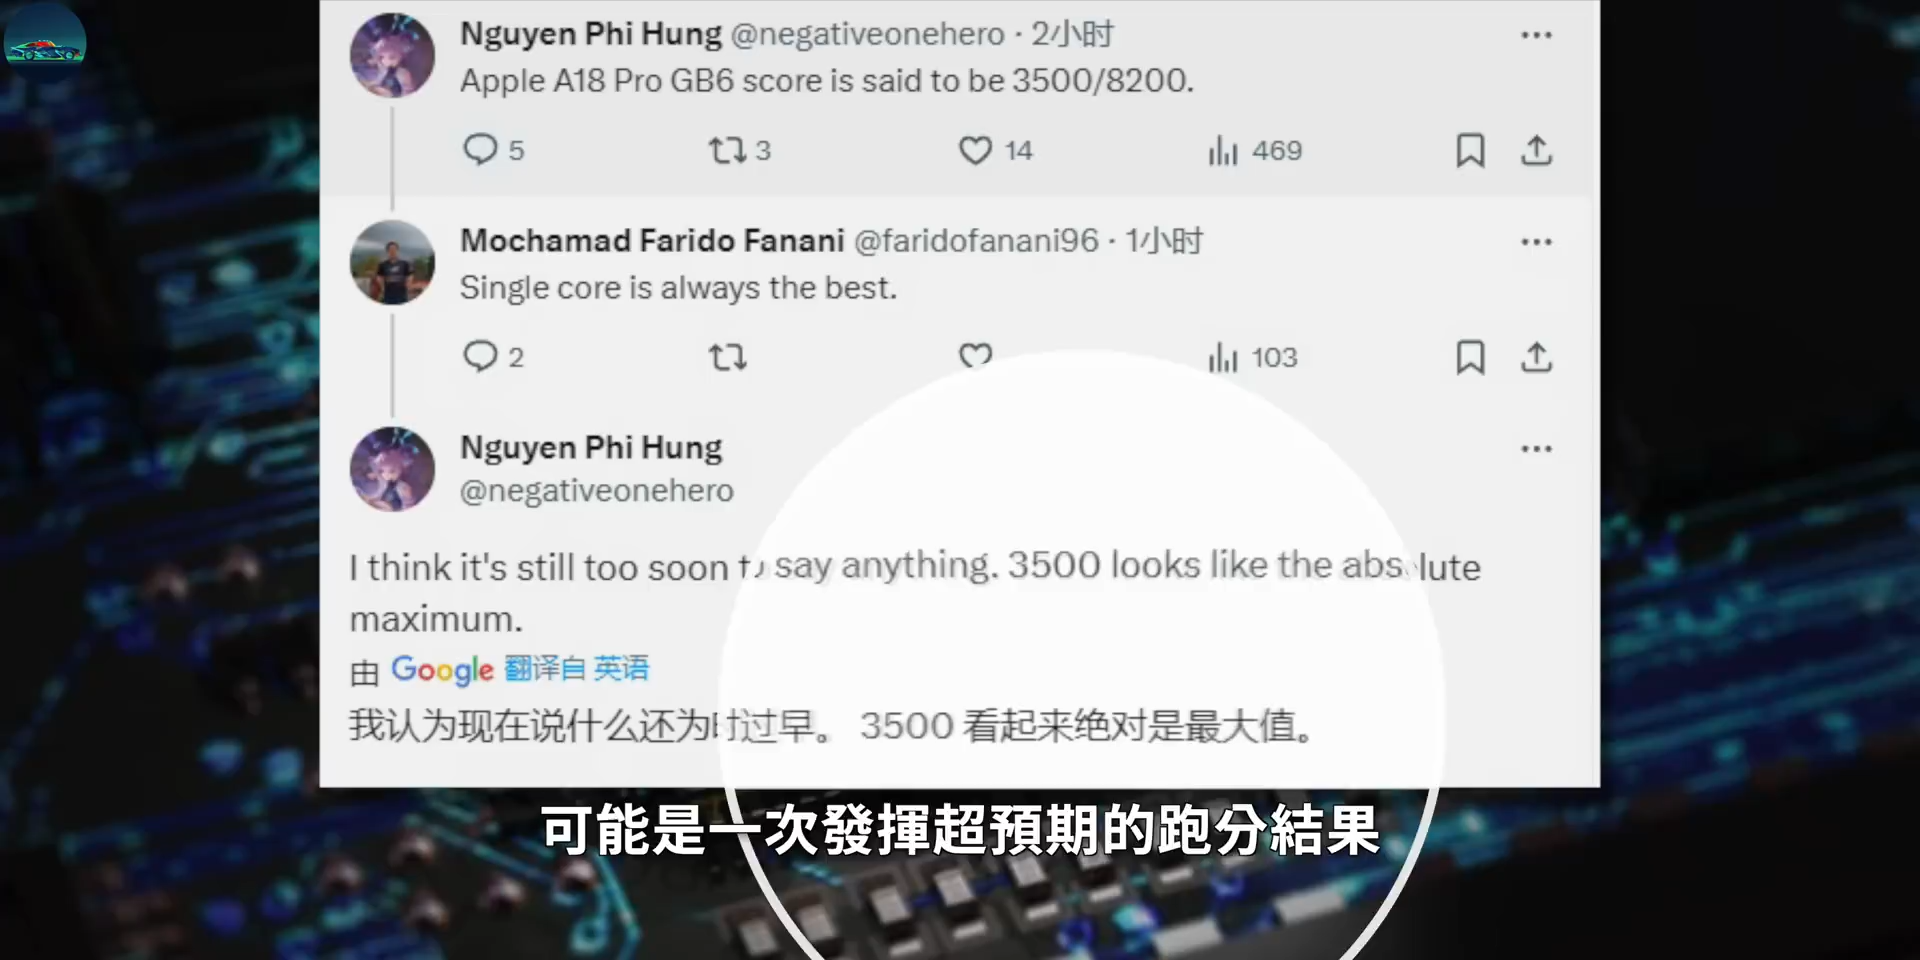 Nguyen Phi Hung @negativeonehero · 2小时
Apple A18 Pro GB6 score is said to be 3500/8200.
5 3 14 469
Mochamad Farido Fanani @faridofanani96 · 1小时
Single core is always the best.
2 103
Nguyen Phi Hung
@negativeonehero
I think it's still too soon to say anything. 3500 looks like the absolute
maximum.
由 Google 翻译自 英语
我认为现在说什么还为时过早。 3500 看起来绝对是最大值。
可能是一次發揮超預期的跑分結果